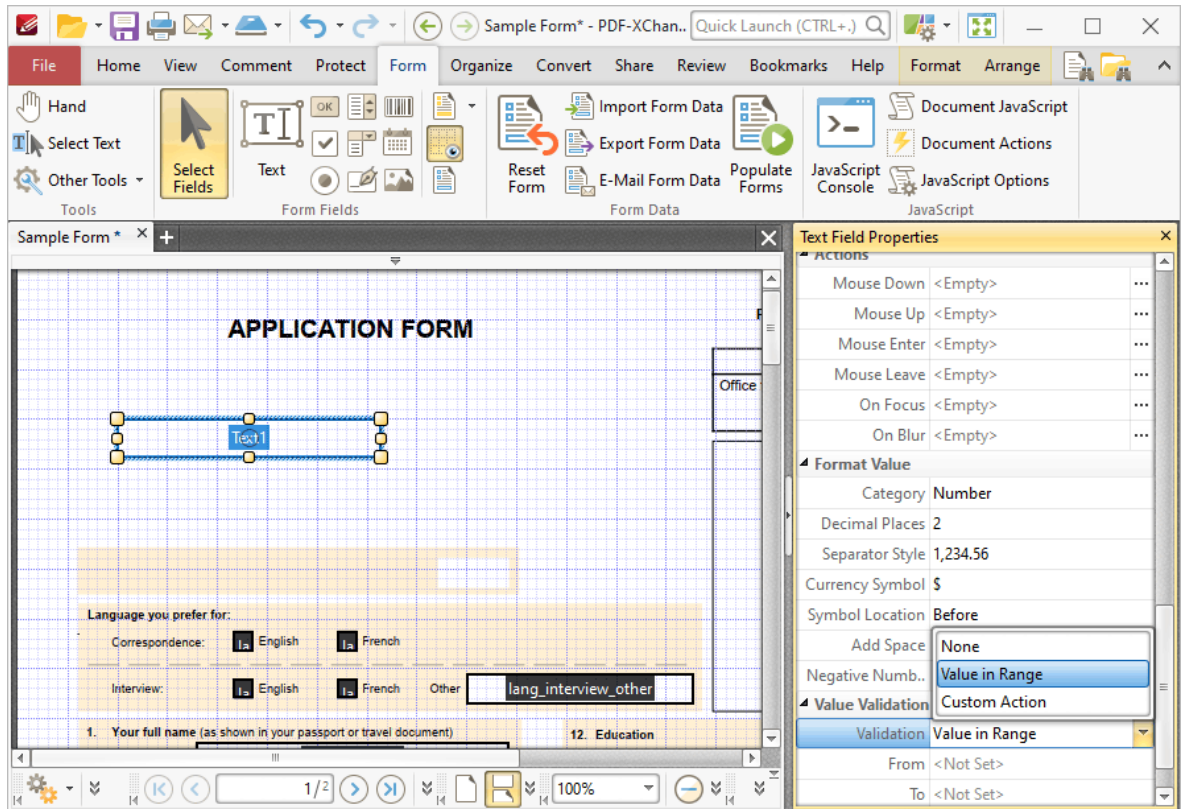 Sample Form* - PDF-XChan..
Quick Launch (CTRL+.)
File Home View Comment Protect Form Organize Convert Share Review Bookmarks Help Format Arrange
Hand
Select Text
Other Tools
Tools
Select Fields
Text
OK
Form Fields
Reset Form
Import Form Data
Export Form Data
E-Mail Form Data
Populate Forms
Form Data
JavaScript Console
Document JavaScript
Document Actions
JavaScript Options
JavaScript
Sample Form *
APPLICATION FORM
Office
Text1
Language you prefer for:
Correspondence: English French
Interview: English French Other lang_interview_other
1. Your full name (as shown in your passport or travel document)
12. Education
1/2
100%
Text Field Properties
Actions
Mouse Down <Empty>
Mouse Up <Empty>
Mouse Enter <Empty>
Mouse Leave <Empty>
On Focus <Empty>
On Blur <Empty>
Format Value
Category Number
Decimal Places 2
Separator Style 1,234.56
Currency Symbol $
Symbol Location Before
Add Space
Negative Numb..
None
Value in Range
Custom Action
Value Validation
Validation Value in Range
From <Not Set>
To <Not Set>